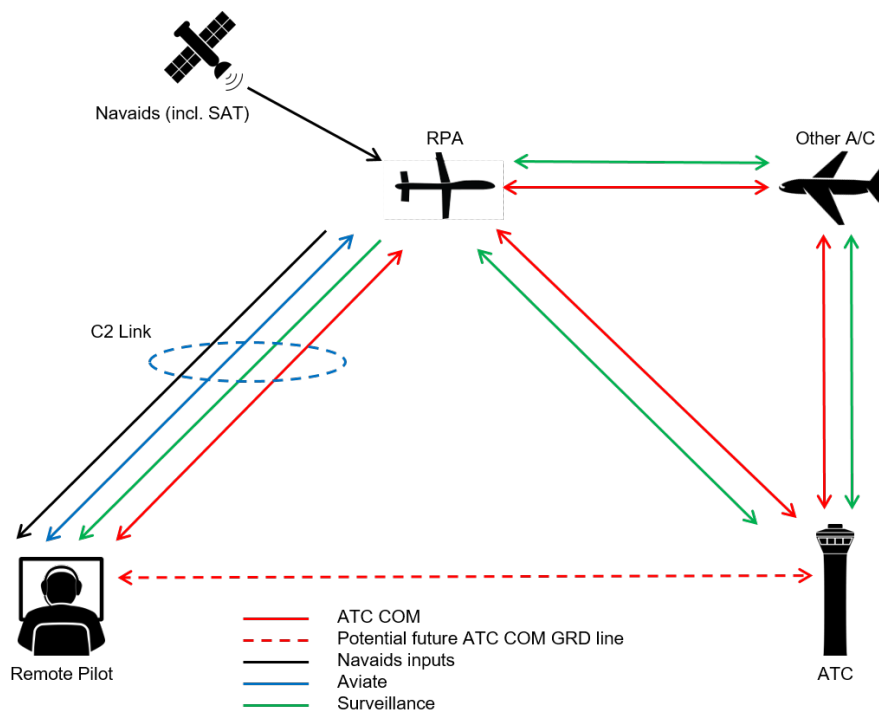 Navaids (incl. SAT)
RPA
Other A/C
C2 Link
Remote Pilot
ATC
ATC COM
Potential future ATC COM GRD line
Navaids inputs
Aviate
Surveillance